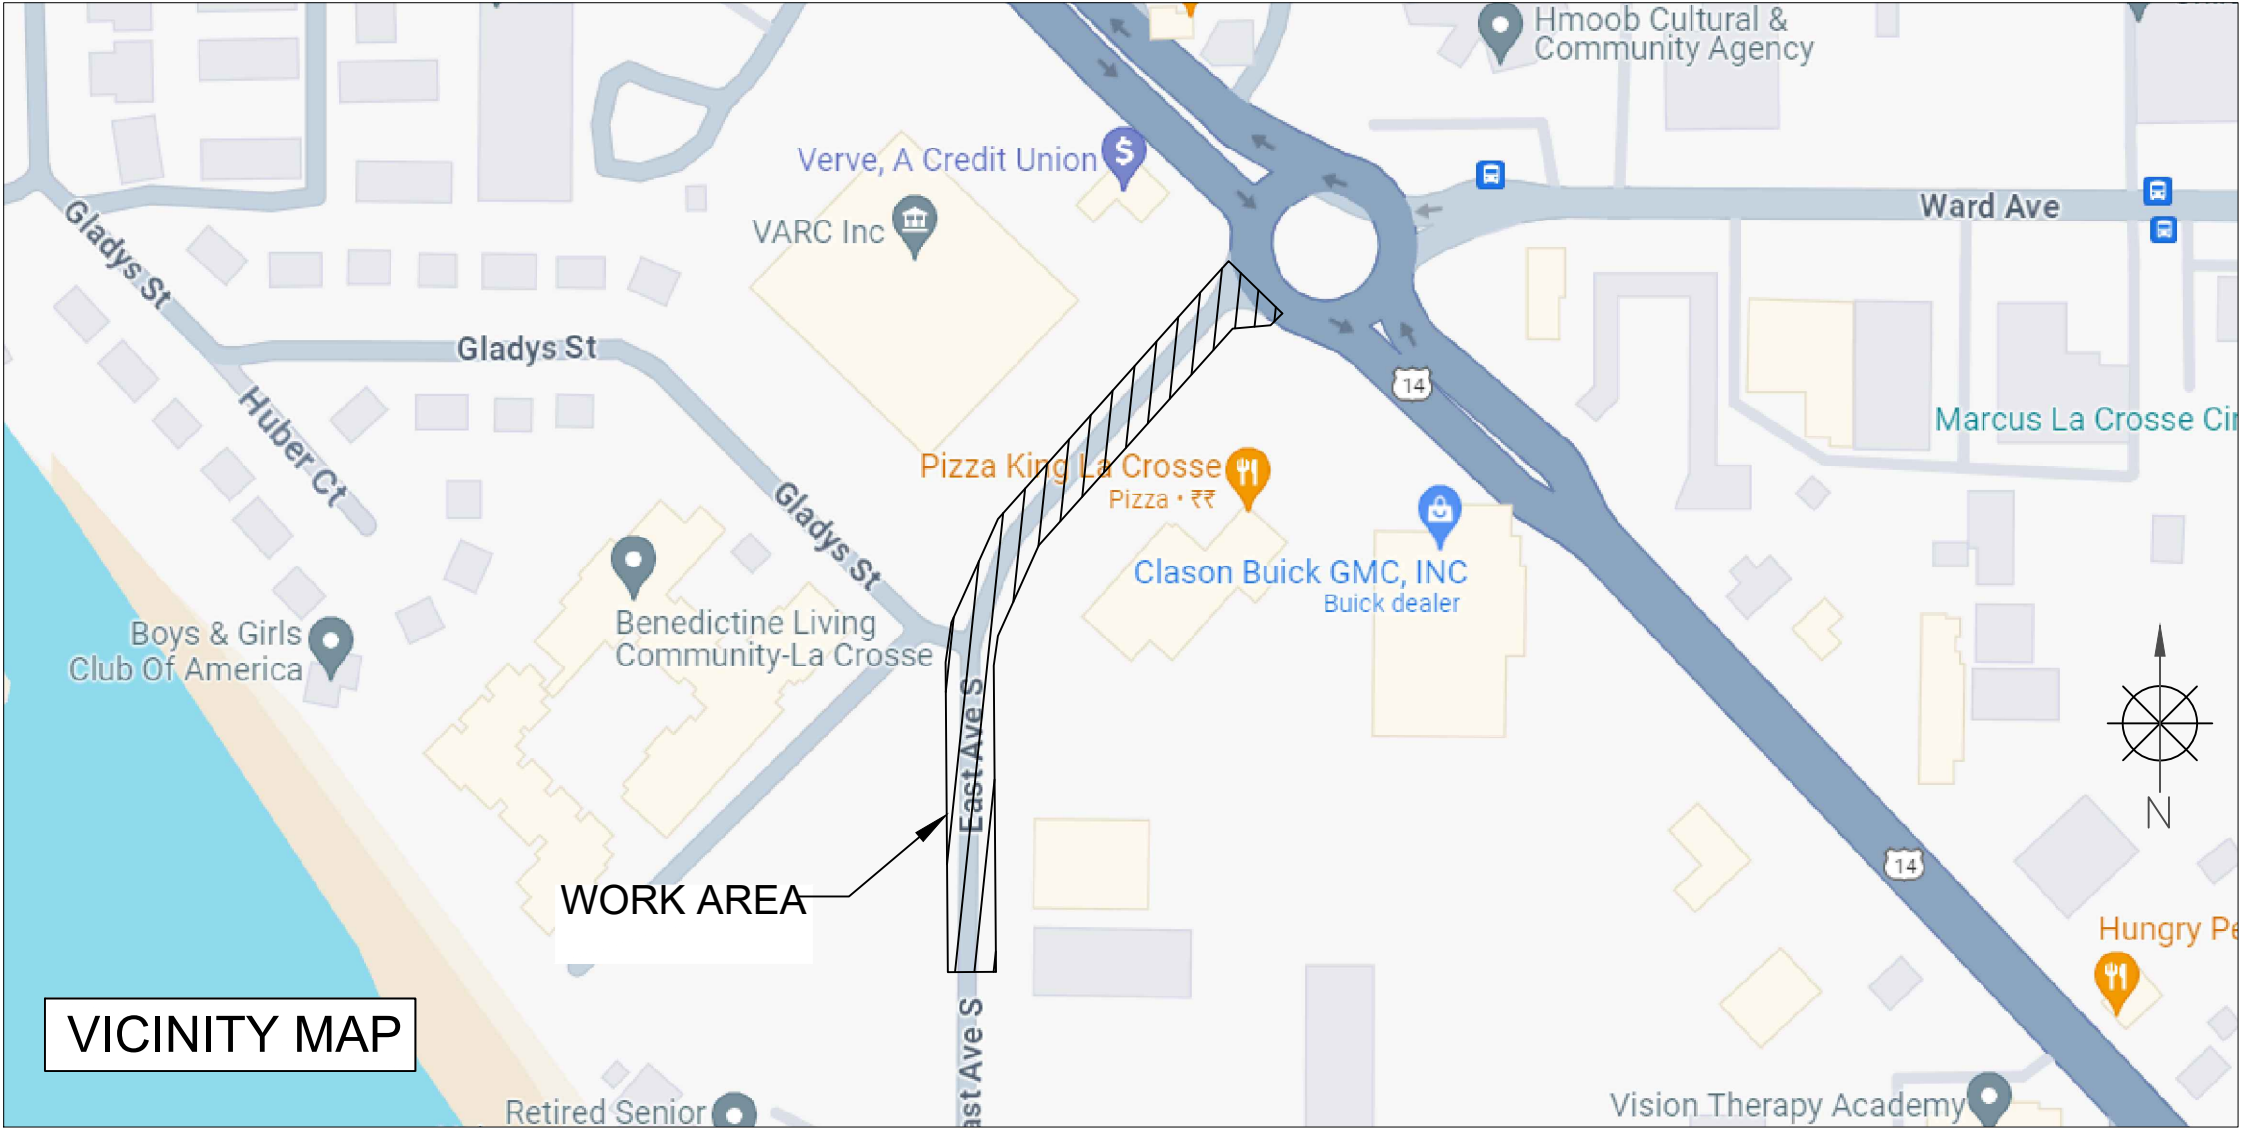 Hmoob Cultural &
Community Agency
Verve, A Credit Union
$
VARC Inc
Ward Ave
Gladys St
Gladys St
14
Huber Ct
Marcus La Crosse Cin
Pizza King La Crosse
Pizza • ₹₹
Gladys St
Clason Buick GMC, INC
Buick dealer
Benedictine Living
Community-La Crosse
Boys & Girls
Club Of America
East Ave S
N
14
WORK AREA
Hungry Pe
VICINITY MAP
ast Ave S
Retired Senior
Vision Therapy Academy